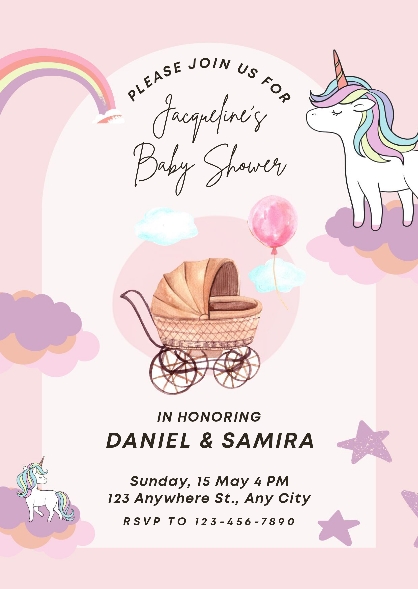 PLEASE JOIN US FOR
Jacqueline's
Baby Shower
IN HONORING
DANIEL & SAMIRA
Sunday, 15 May 4 PM
123 Anywhere St., Any City
RSVP TO 123-456-7890